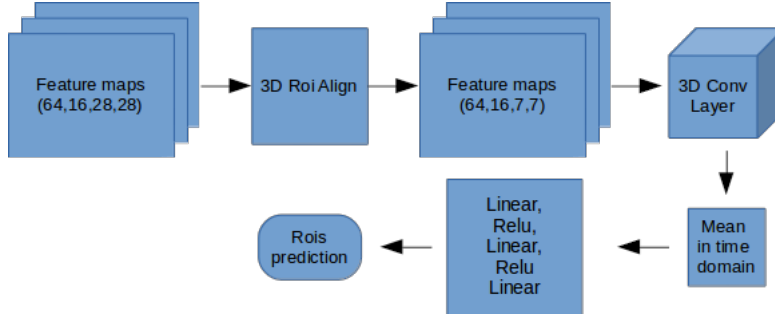 Feature maps
(64,16,28,28)
3D Roi Align
Feature maps
(64,16,7,7)
3D Conv
Layer
Mean
in time
domain
Linear,
Relu,
Linear,
Relu
Linear
Rois
prediction